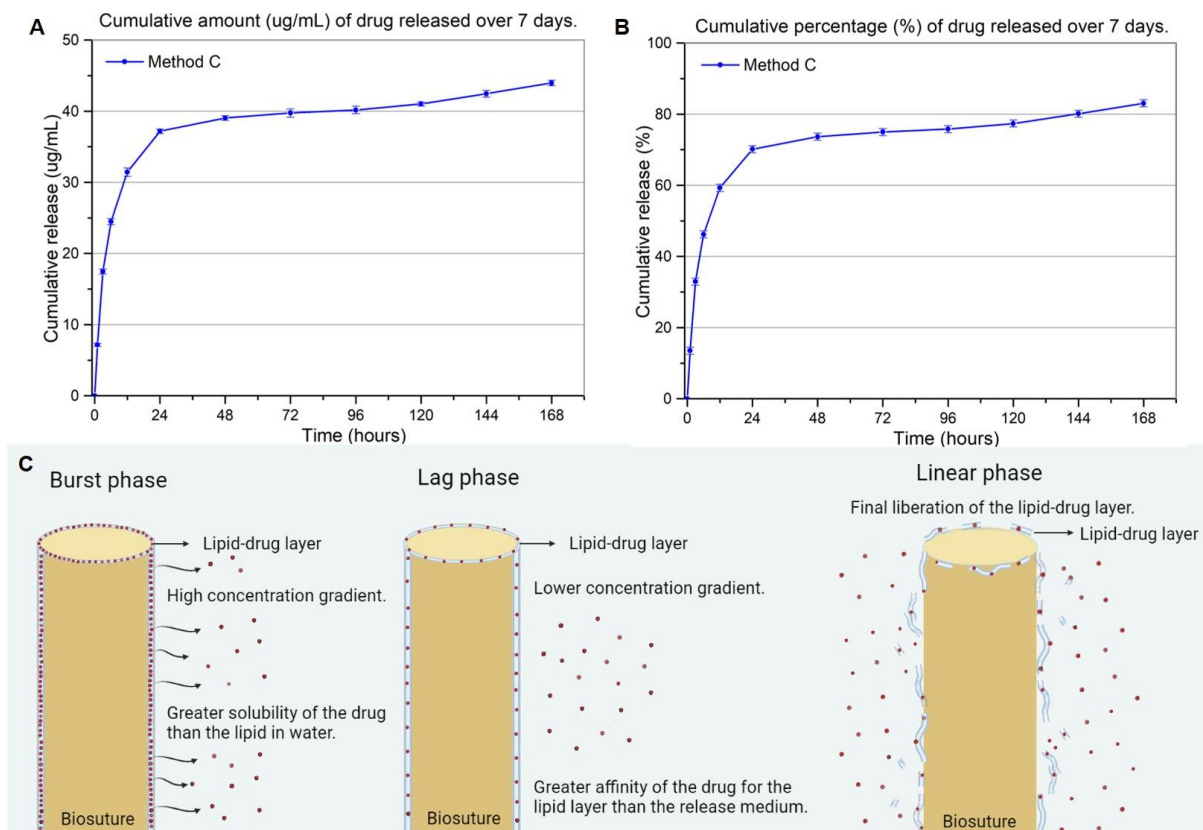 A
Cumulative amount (ug/mL) of drug released over 7 days.
50
40
30
20
10
0
Cumulative release (ug/mL)
Method C
0 24 48 72 96 120 144 168
Time (hours)
B
Cumulative percentage (%) of drug released over 7 days.
100
80
60
40
20
0
Cumulative release (%)
Method C
0 24 48 72 96 120 144 168
Time (hours)
C
Burst phase
Lipid-drug layer
High concentration gradient.
Greater solubility of the drug
than the lipid in water.
Biosuture
Lag phase
Lipid-drug layer
Lower concentration gradient.
Greater affinity of the drug for the
lipid layer than the release medium.
Biosuture
Linear phase
Final liberation of the lipid-drug layer.
Lipid-drug layer
Biosuture